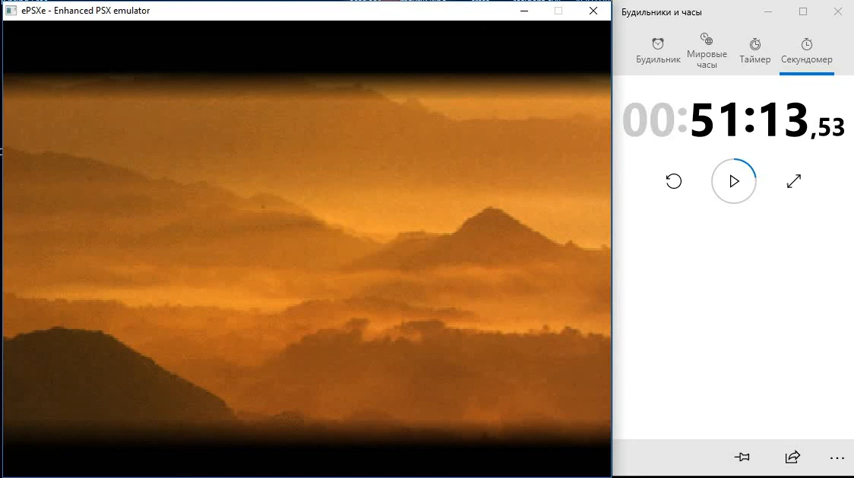 ePSXe - Enhanced PSX emulator
Будильники и часы
Будильник
Мировые
часы
Таймер
Секундомер
00:51:13,53